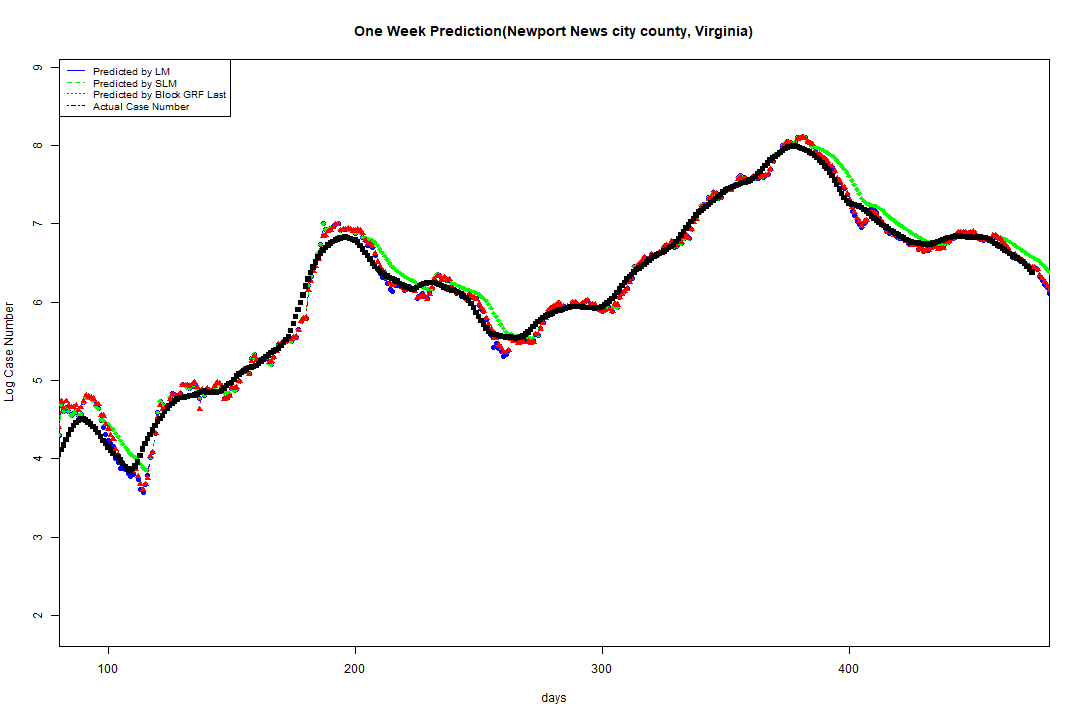 One Week Prediction(Newport News city county, Virginia)
Predicted by LM
Predicted by SLM
Predicted by Block GRF Last
Actual Case Number
9
8
7
6
5
4
3
2
Log Case Number
100 200 300 400
days